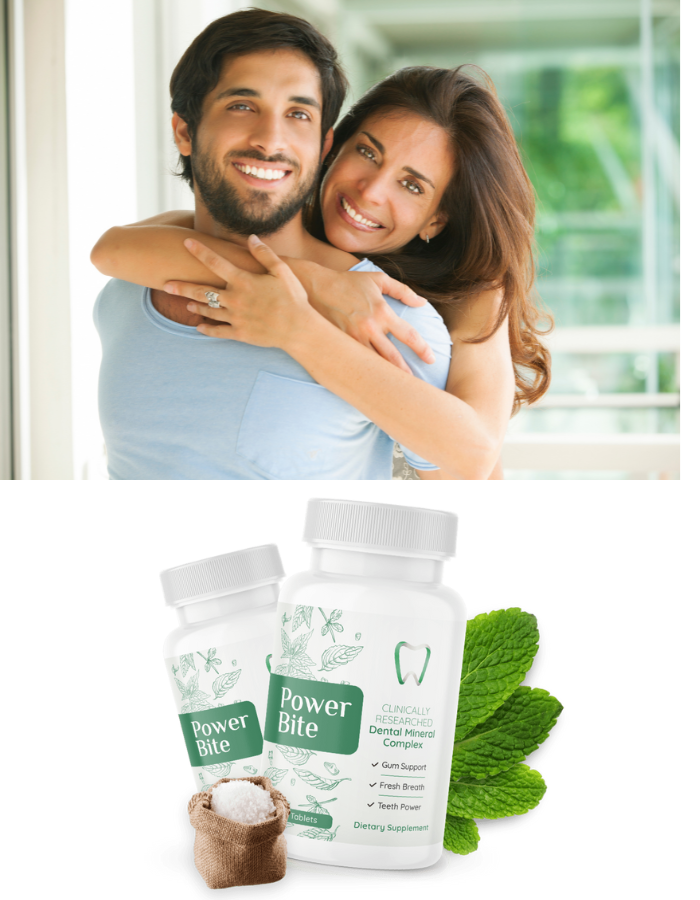 Power
Bite
Power
Bite
CLINICALLY
RESEARCHED
Dental Mineral
Complex
Gum Support
Fresh Breath
Teeth Power
Tablets
Dietary Supplement